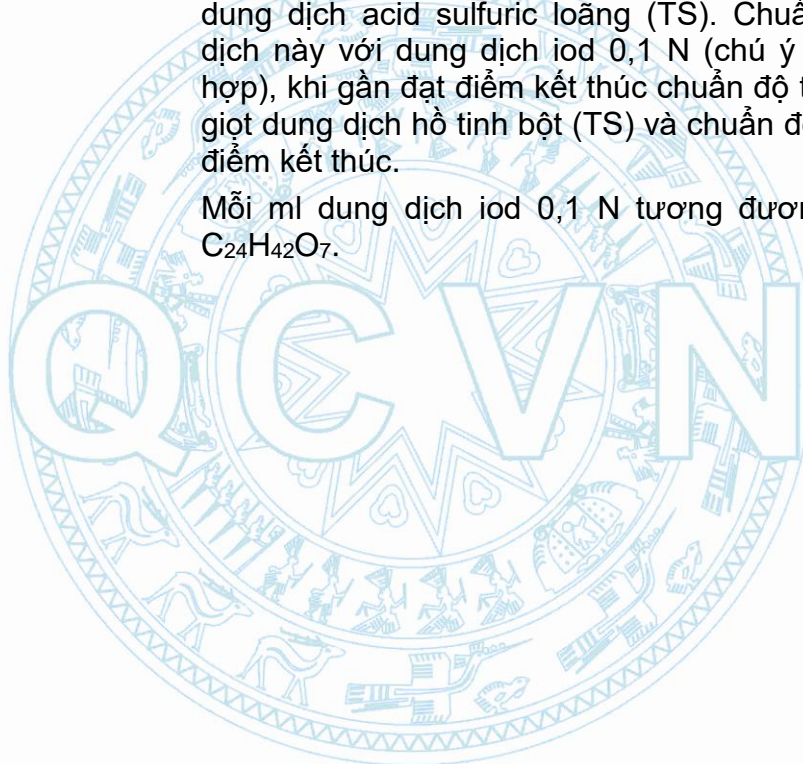 dung dịch acid sulfuric loãng (TS). Chuẩ
dịch này với dung dịch iod 0,1 N (chú ý
hợp), khi gần đạt điểm kết thúc chuẩn độ t
giọt dung dịch hồ tinh bột (TS) và chuẩn đ
điểm kết thúc.
Mỗi ml dung dịch iod 0,1 N tương đươn
C24H42O7.
QCVN